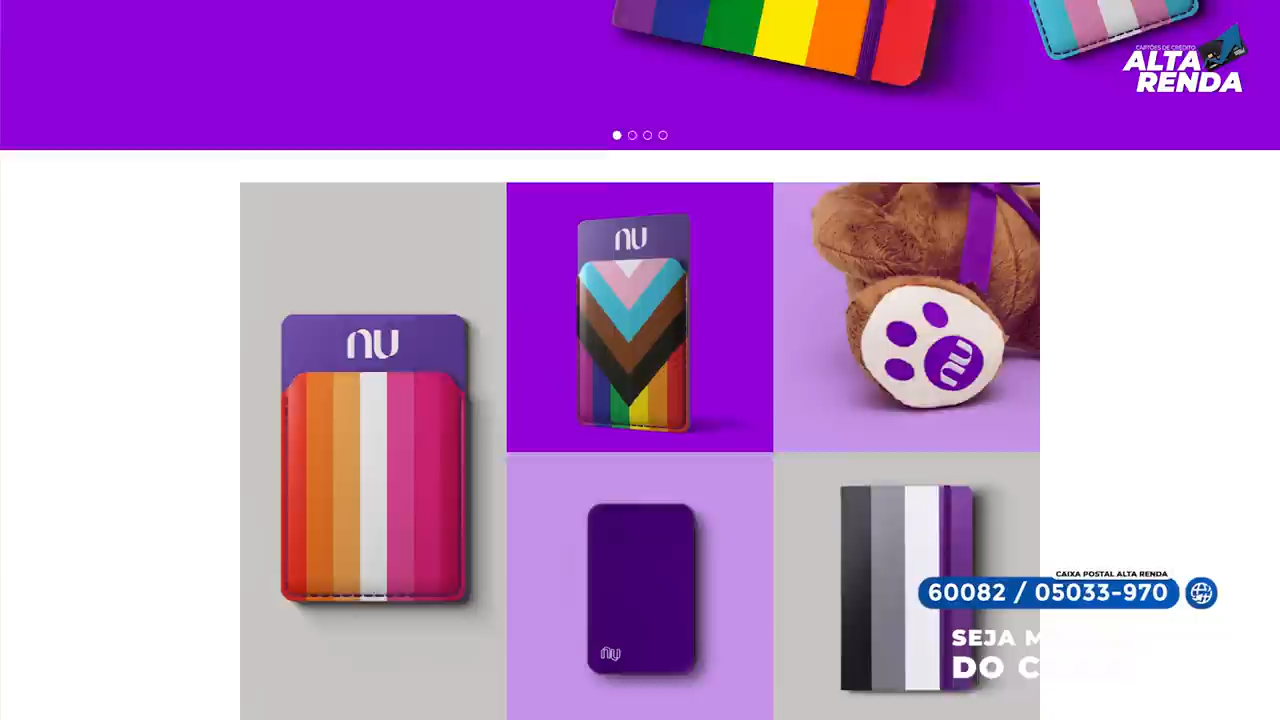 CARTÕES DE CRÉDITO
ALTA
RENDA
nu
nu
nu
nu
CAIXA POSTAL ALTA RENDA
60082 / 05033-970
SEJA M
DO C